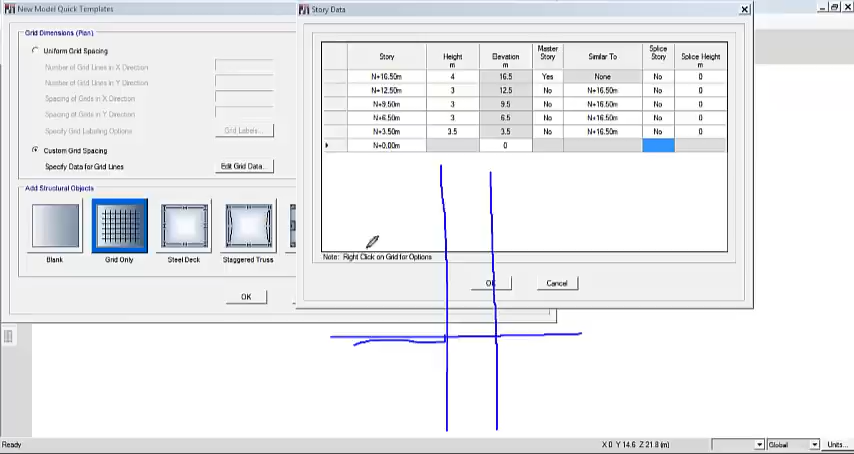 New Model Quick Templates
Grid Dimensions (Plan)
Uniform Grid Spacing
Number of Grid Lines in X Direction
Number of Grid Lines in Y Direction
Spacing of Grids in X Direction
Spacing of Grids in Y Direction
Specify Grid Labeling Options
Grid Labels...
Custom Grid Spacing
Specify Data for Grid Lines
Edit Grid Data...
Add Structural Objects
Blank
Grid Only
Steel Deck
Staggered Truss
OK
Story Data
Story Height m Elevation m Master Story Similar To Splice Story Splice Height m
N+16.50m 4 16.5 Yes None No 0
N+12.50m 3 12.5 No N+16.50m No 0
N+9.50m 3 9.5 No N+16.50m No 0
N+6.50m 3 6.5 No N+16.50m No 0
N+3.50m 3.5 3.5 No N+16.50m No 0
N+0.00m 0
Note: Right Click on Grid for Options
OK
Cancel
Ready
X 0 Y 14.6 Z 21.8 (m)
Global
Units...